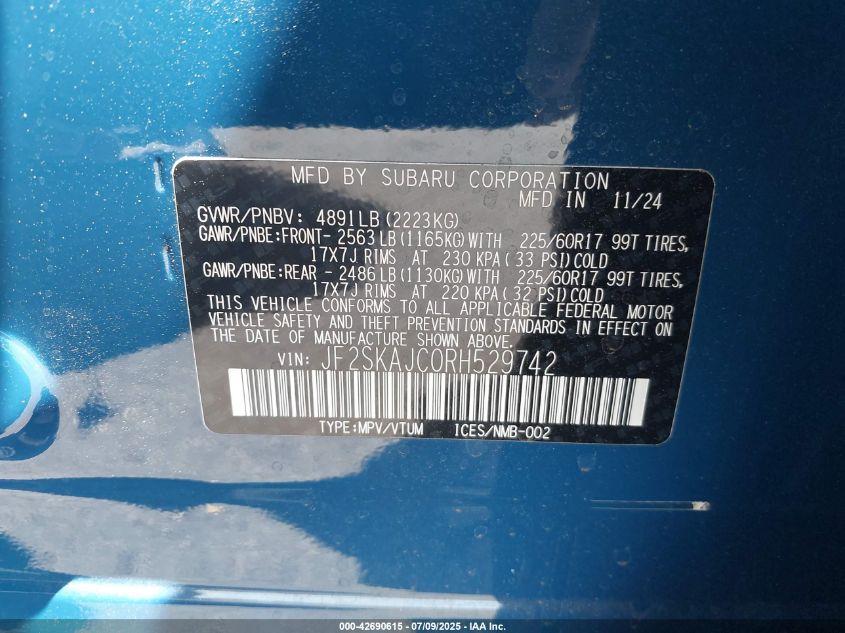 MFD BY SUBARU CORPORATION
MFD IN 11/24
GVWR/PNBV: 4891LB (2223KG)
GAWR/PNBE:FRONT- 2563LB (1165KG) WITH 225/60R17 99T TIRES,
17X7J RIMS AT 230 KPA ( 33 PSI) COLD
GAWR/PNBE:REAR - 2486LB (1130KG) WITH 225/60R17 99T TIRES,
17X7J RIMS AT 220 KPA ( 32 PSI) COLD
THIS VEHICLE CONFORMS TO ALL APPLICABLE FEDERAL MOTOR
VEHICLE SAFETY AND THEFT PREVENTION STANDARDS IN EFFECT ON
THE DATE OF MANUFACTURE SHOWN ABOVE.
VIN: JF2SKAJC0RH529742
TYPE:MPV/VTUM ICES/NMB-002
000-42690615 - 07/09/2025 - IAA Inc.